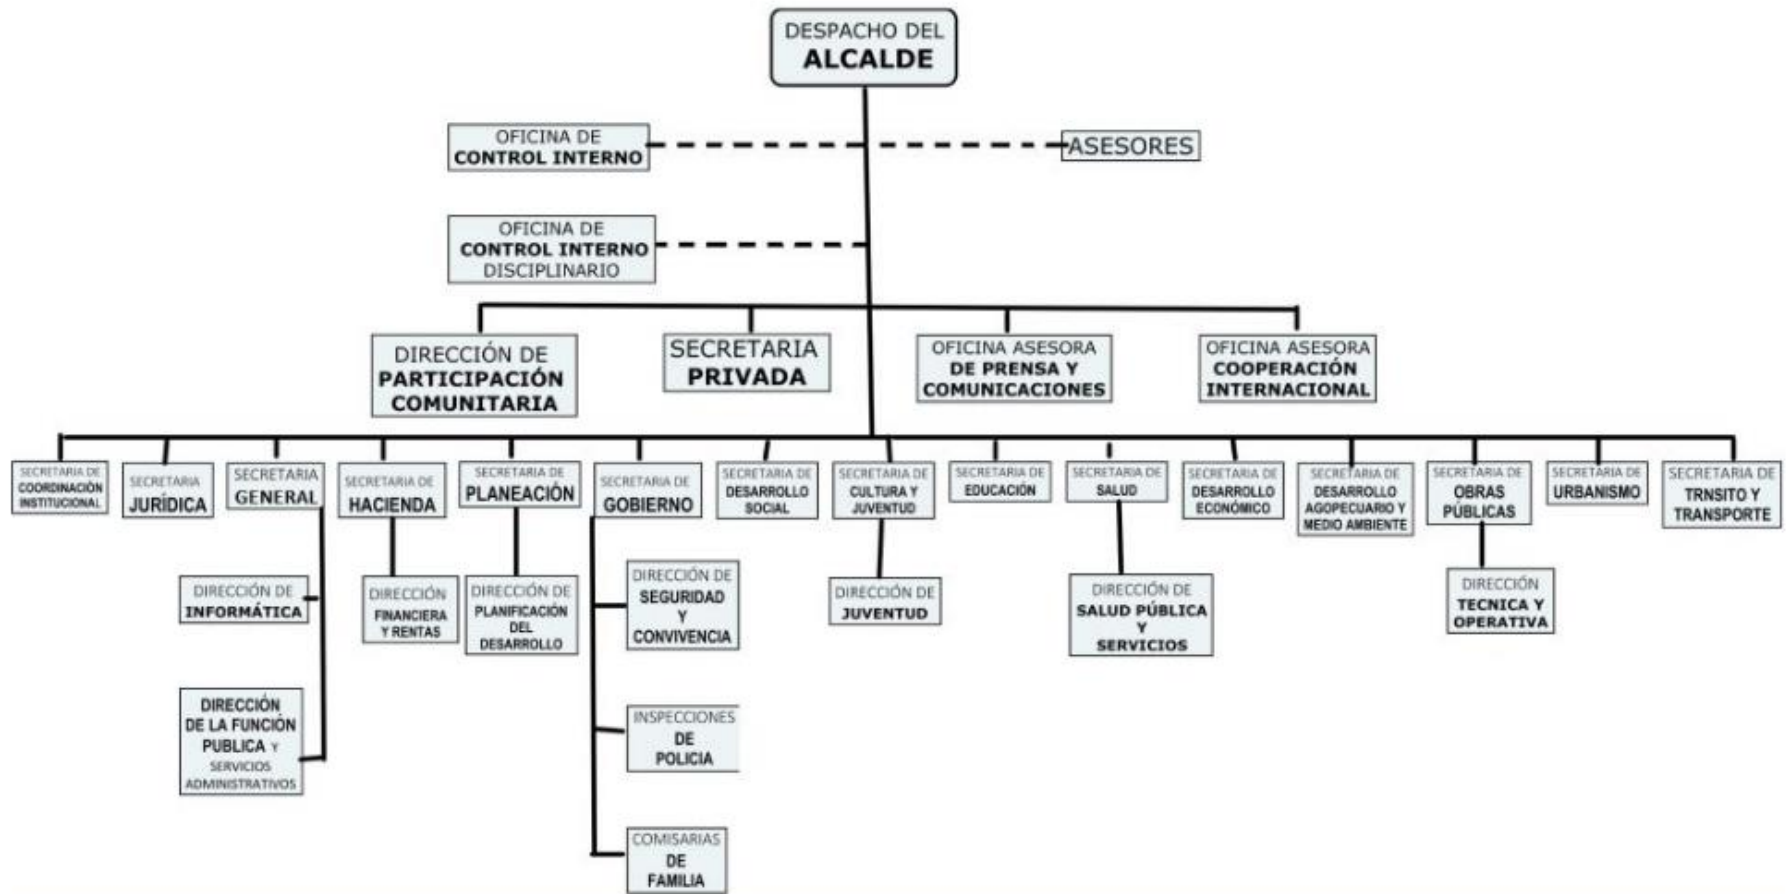 DESPACHO DEL
ALCALDE
OFICINA DE
CONTROL INTERNO
ASESORES
OFICINA DE
CONTROL INTERNO
DISCIPLINARIO
DIRECCIÓN DE
PARTICIPACIÓN
COMUNITARIA
SECRETARIA
PRIVADA
OFICINA ASESORA
DE PRENSA Y
COMUNICACIONES
OFICINA ASESORA
COOPERACIÓN
INTERNACIONAL
SECRETARIA DE
COORDINACIÓN
INSTITUCIONAL
SECRETARIA
JURÍDICA
SECRETARIA
GENERAL
SECRETARIA DE
HACIENDA
SECRETARIA DE
PLANEACIÓN
SECRETARIA DE
GOBIERNO
SECRETARIA DE
DESARROLLO
SOCIAL
SECRETARIA DE
CULTURA Y
JUVENTUD
SECRETARIA DE
EDUCACIÓN
SECRETARIA DE
SALUD
SECRETARIA DE
DESARROLLO
ECONÓMICO
SECRETARIA DE
DESARROLLO
AGOPECUARIO Y
MEDIO AMBIENTE
SECRETARIA DE
OBRAS
PÚBLICAS
SECRETARIA DE
URBANISMO
SECRETARIA DE
TRNSITO Y
TRANSPORTE
DIRECCIÓN DE
INFORMÁTICA
DIRECCIÓN
FINANCIERA
Y RENTAS
DIRECCIÓN DE
PLANIFICACIÓN
DEL
DESARROLLO
DIRECCIÓN DE
SEGURIDAD
Y
CONVIVENCIA
DIRECCIÓN DE
JUVENTUD
DIRECCIÓN DE
SALUD PÚBLICA
Y
SERVICIOS
DIRECCIÓN
TECNICA Y
OPERATIVA
DIRECCIÓN
DE LA FUNCIÓN
PUBLICA Y
SERVICIOS
ADMINISTRATIVOS
INSPECCIONES
DE
POLICIA
COMISARIAS
DE
FAMILIA